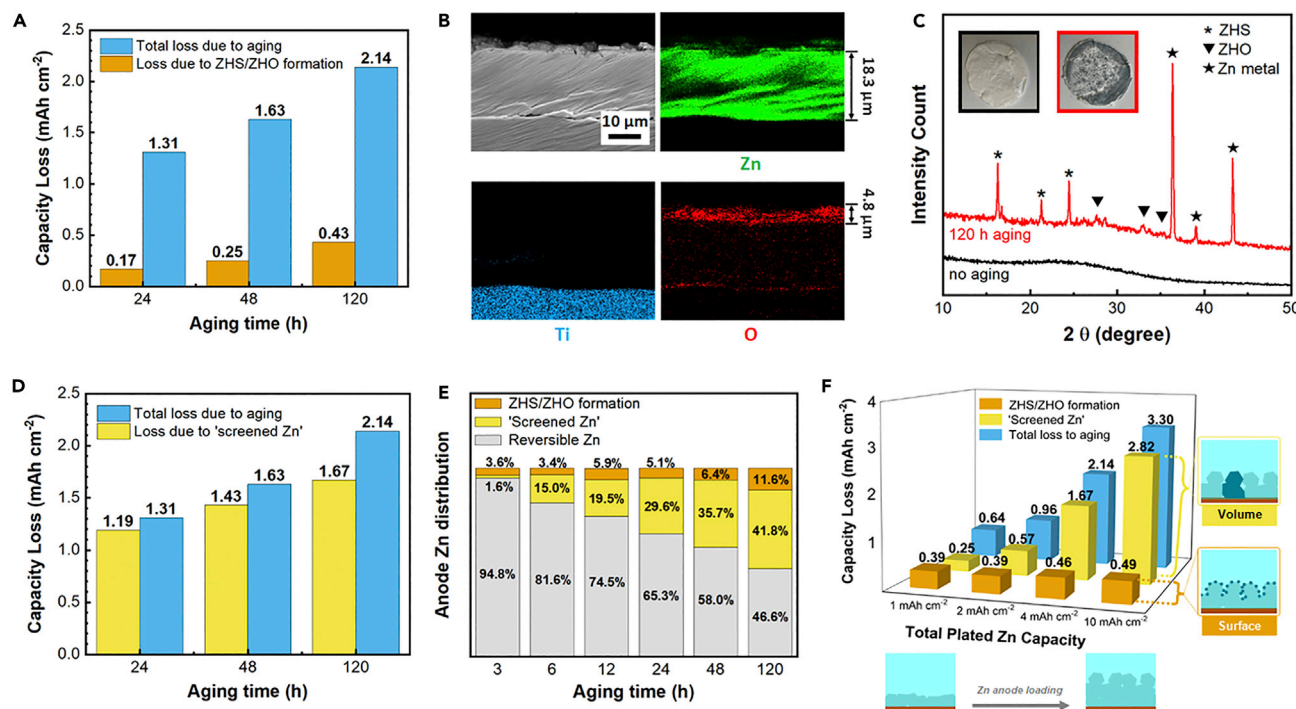 A
Capacity Loss (mAh cm⁻²)
2.5
2.0
1.5
1.0
0.5
0.0
Total loss due to aging
Loss due to ZHS/ZHO formation
0.17
1.31
0.25
1.63
0.43
2.14
24
48
120
Aging time (h)
B
10 µm
18.3 µm
Zn
4.8 µm
Ti
O
C
Intensity Count
* ZHS
▼ ZHO
★ Zn metal
120 h aging
no aging
10
20
30
40
50
2 θ (degree)
D
Capacity Loss (mAh cm⁻²)
2.5
2.0
1.5
1.0
0.5
0.0
Total loss due to aging
Loss due to 'screened Zn'
1.19
1.31
1.43
1.63
1.67
2.14
24
48
120
Aging time (h)
E
Anode Zn distribution
ZHS/ZHO formation
'Screened Zn'
Reversible Zn
3.6%
3.4%
5.9%
5.1%
6.4%
11.6%
1.6%
15.0%
19.5%
29.6%
35.7%
41.8%
94.8%
81.6%
74.5%
65.3%
58.0%
46.6%
3
6
12
24
48
120
Aging time (h)
F
Capacity Loss (mAh cm⁻²)
4
3
2
1
ZHS/ZHO formation
'Screened Zn'
Total loss to aging
0.64
0.96
2.14
3.30
0.25
0.57
1.67
2.82
0.39
0.39
0.46
0.49
1 mAh cm⁻²
2 mAh cm⁻²
4 mAh cm⁻²
10 mAh cm⁻²
Total Plated Zn Capacity
Volume
Surface
Zn anode loading